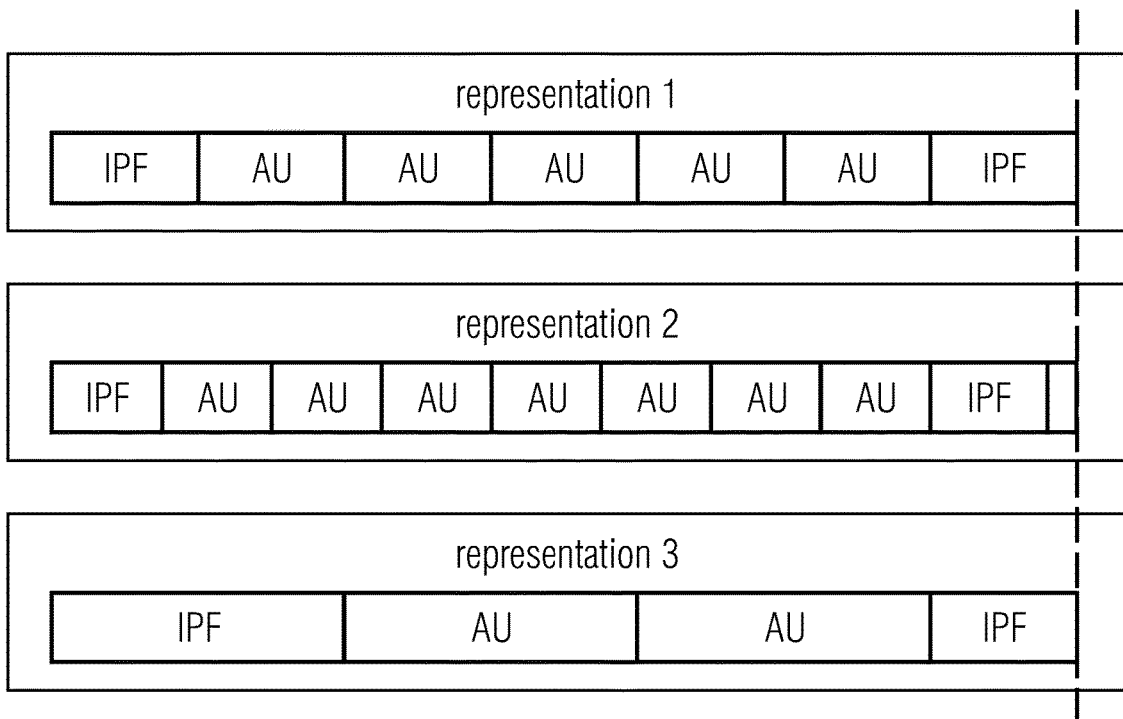 representation 1
IPF AU AU AU AU AU IPF
representation 2
IPF AU AU AU AU AU AU AU IPF
representation 3
IPF AU AU IPF